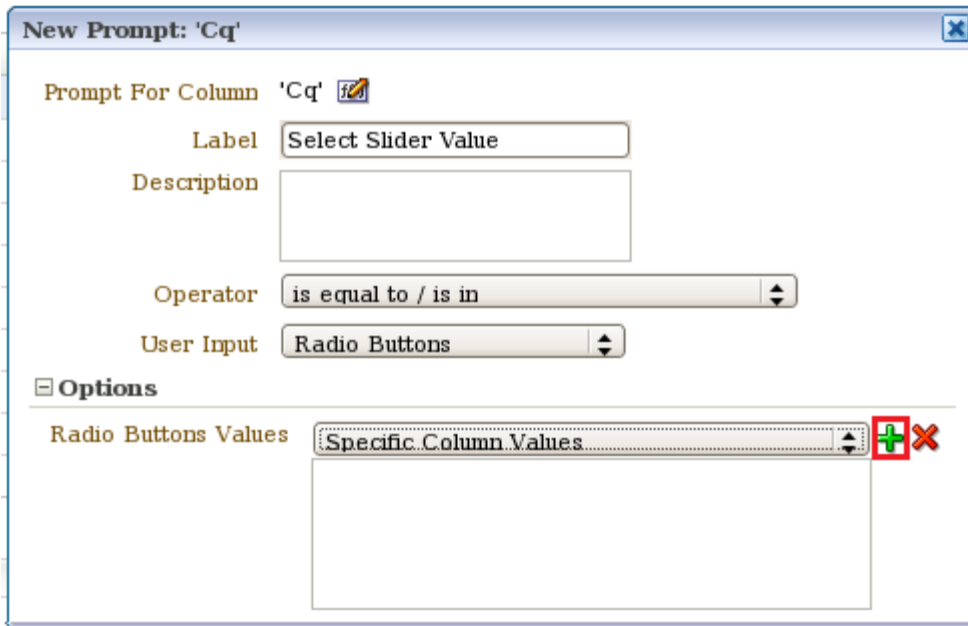 New Prompt: 'Cq'
Prompt For Column 'Cq'
Label Select Slider Value
Description
Operator is equal to / is in
User Input Radio Buttons
Options
Radio Buttons Values Specific Column Values